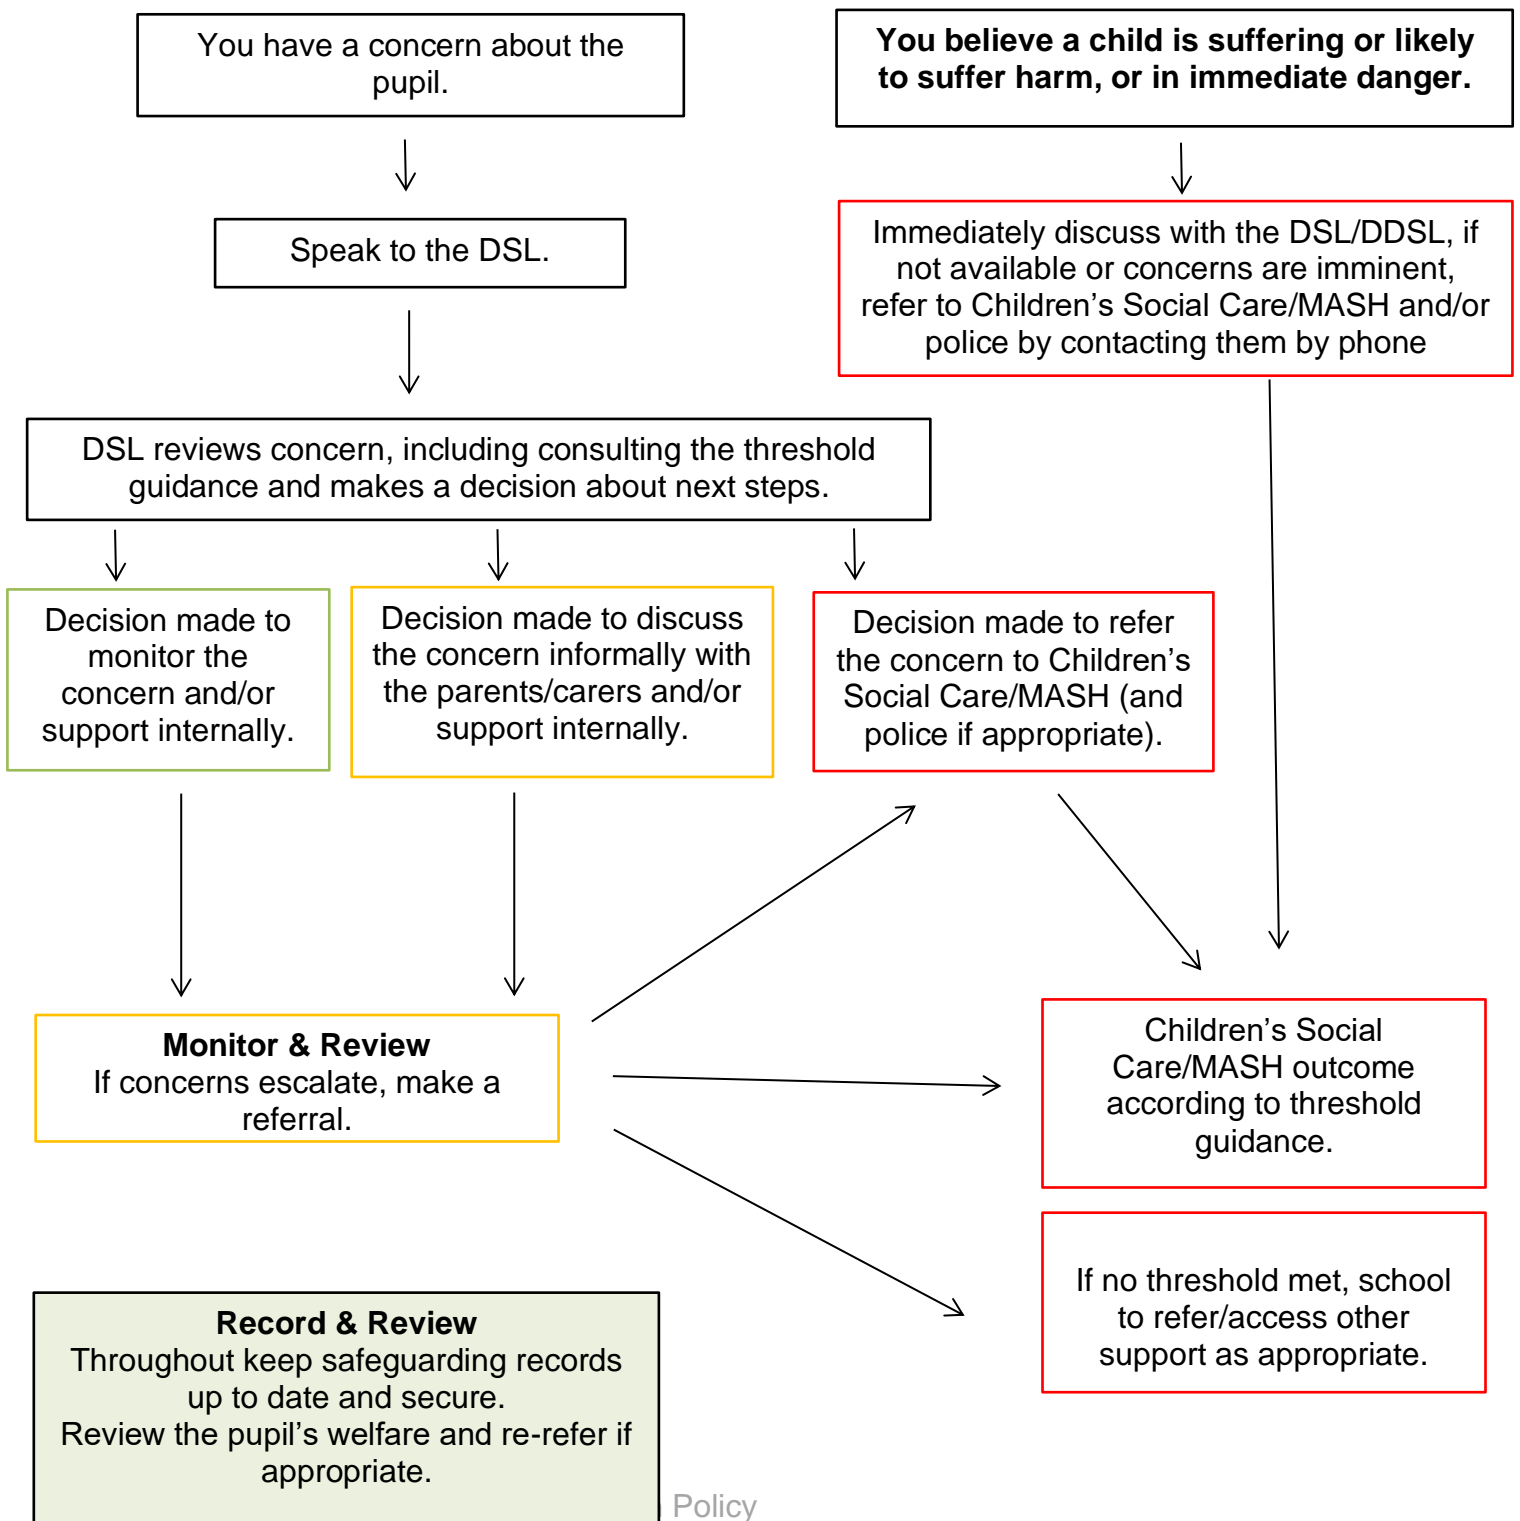 You have a concern about the
pupil.
You believe a child is suffering or likely
to suffer harm, or in immediate danger.
Speak to the DSL.
Immediately discuss with the DSL/DDSL, if
not available or concerns are imminent,
refer to Children’s Social Care/MASH and/or
police by contacting them by phone
DSL reviews concern, including consulting the threshold
guidance and makes a decision about next steps.
Decision made to
monitor the
concern and/or
support internally.
Decision made to discuss
the concern informally with
the parents/carers and/or
support internally.
Decision made to refer
the concern to Children’s
Social Care/MASH (and
police if appropriate).
Monitor & Review
If concerns escalate, make a
referral.
Children’s Social
Care/MASH outcome
according to threshold
guidance.
If no threshold met, school
to refer/access other
support as appropriate.
Record & Review
Throughout keep safeguarding records
up to date and secure.
Review the pupil’s welfare and re-refer if
appropriate.
Policy